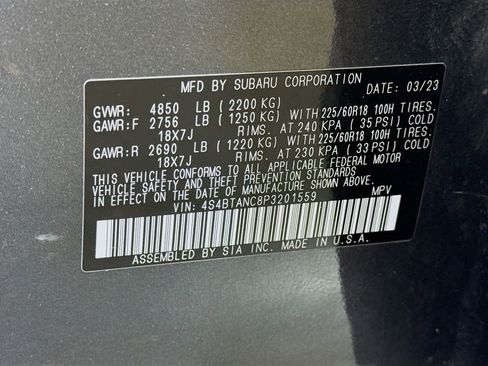 MFD BY SUBARU CORPORATION DATE: 03/23
GVWR: 4850 LB (2200 KG)
GAWR:F 2756 LB (1250 KG) WITH 225/60R18 100H TIRES.
18X7J RIMS. AT 240 KPA (35 PSI) COLD
GAWR:R 2690 LB (1220 KG) WITH 225/60R18 100H TIRES.
18X7J RIMS. AT 230 KPA (33 PSI) COLD
THIS VEHICLE CONFORMS TO ALL APPLICABLE FEDERAL MOTOR
VEHICLE SAFETY AND THEFT PREVENTION STANDARDS
IN EFFECT ON THE DATE OF MANUFACTURE SHOWN ABOVE.
VIN: 4S4BTANC8P3201559 MPV
ASSEMBLED BY SIA INC. MADE IN U.S.A.